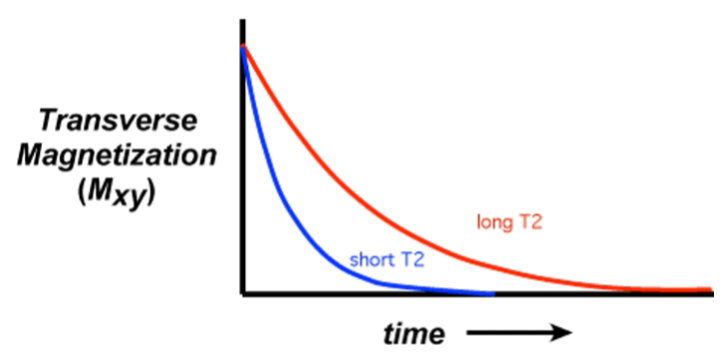 Transverse
Magnetization
(Mxy)
long T2
short T2
time